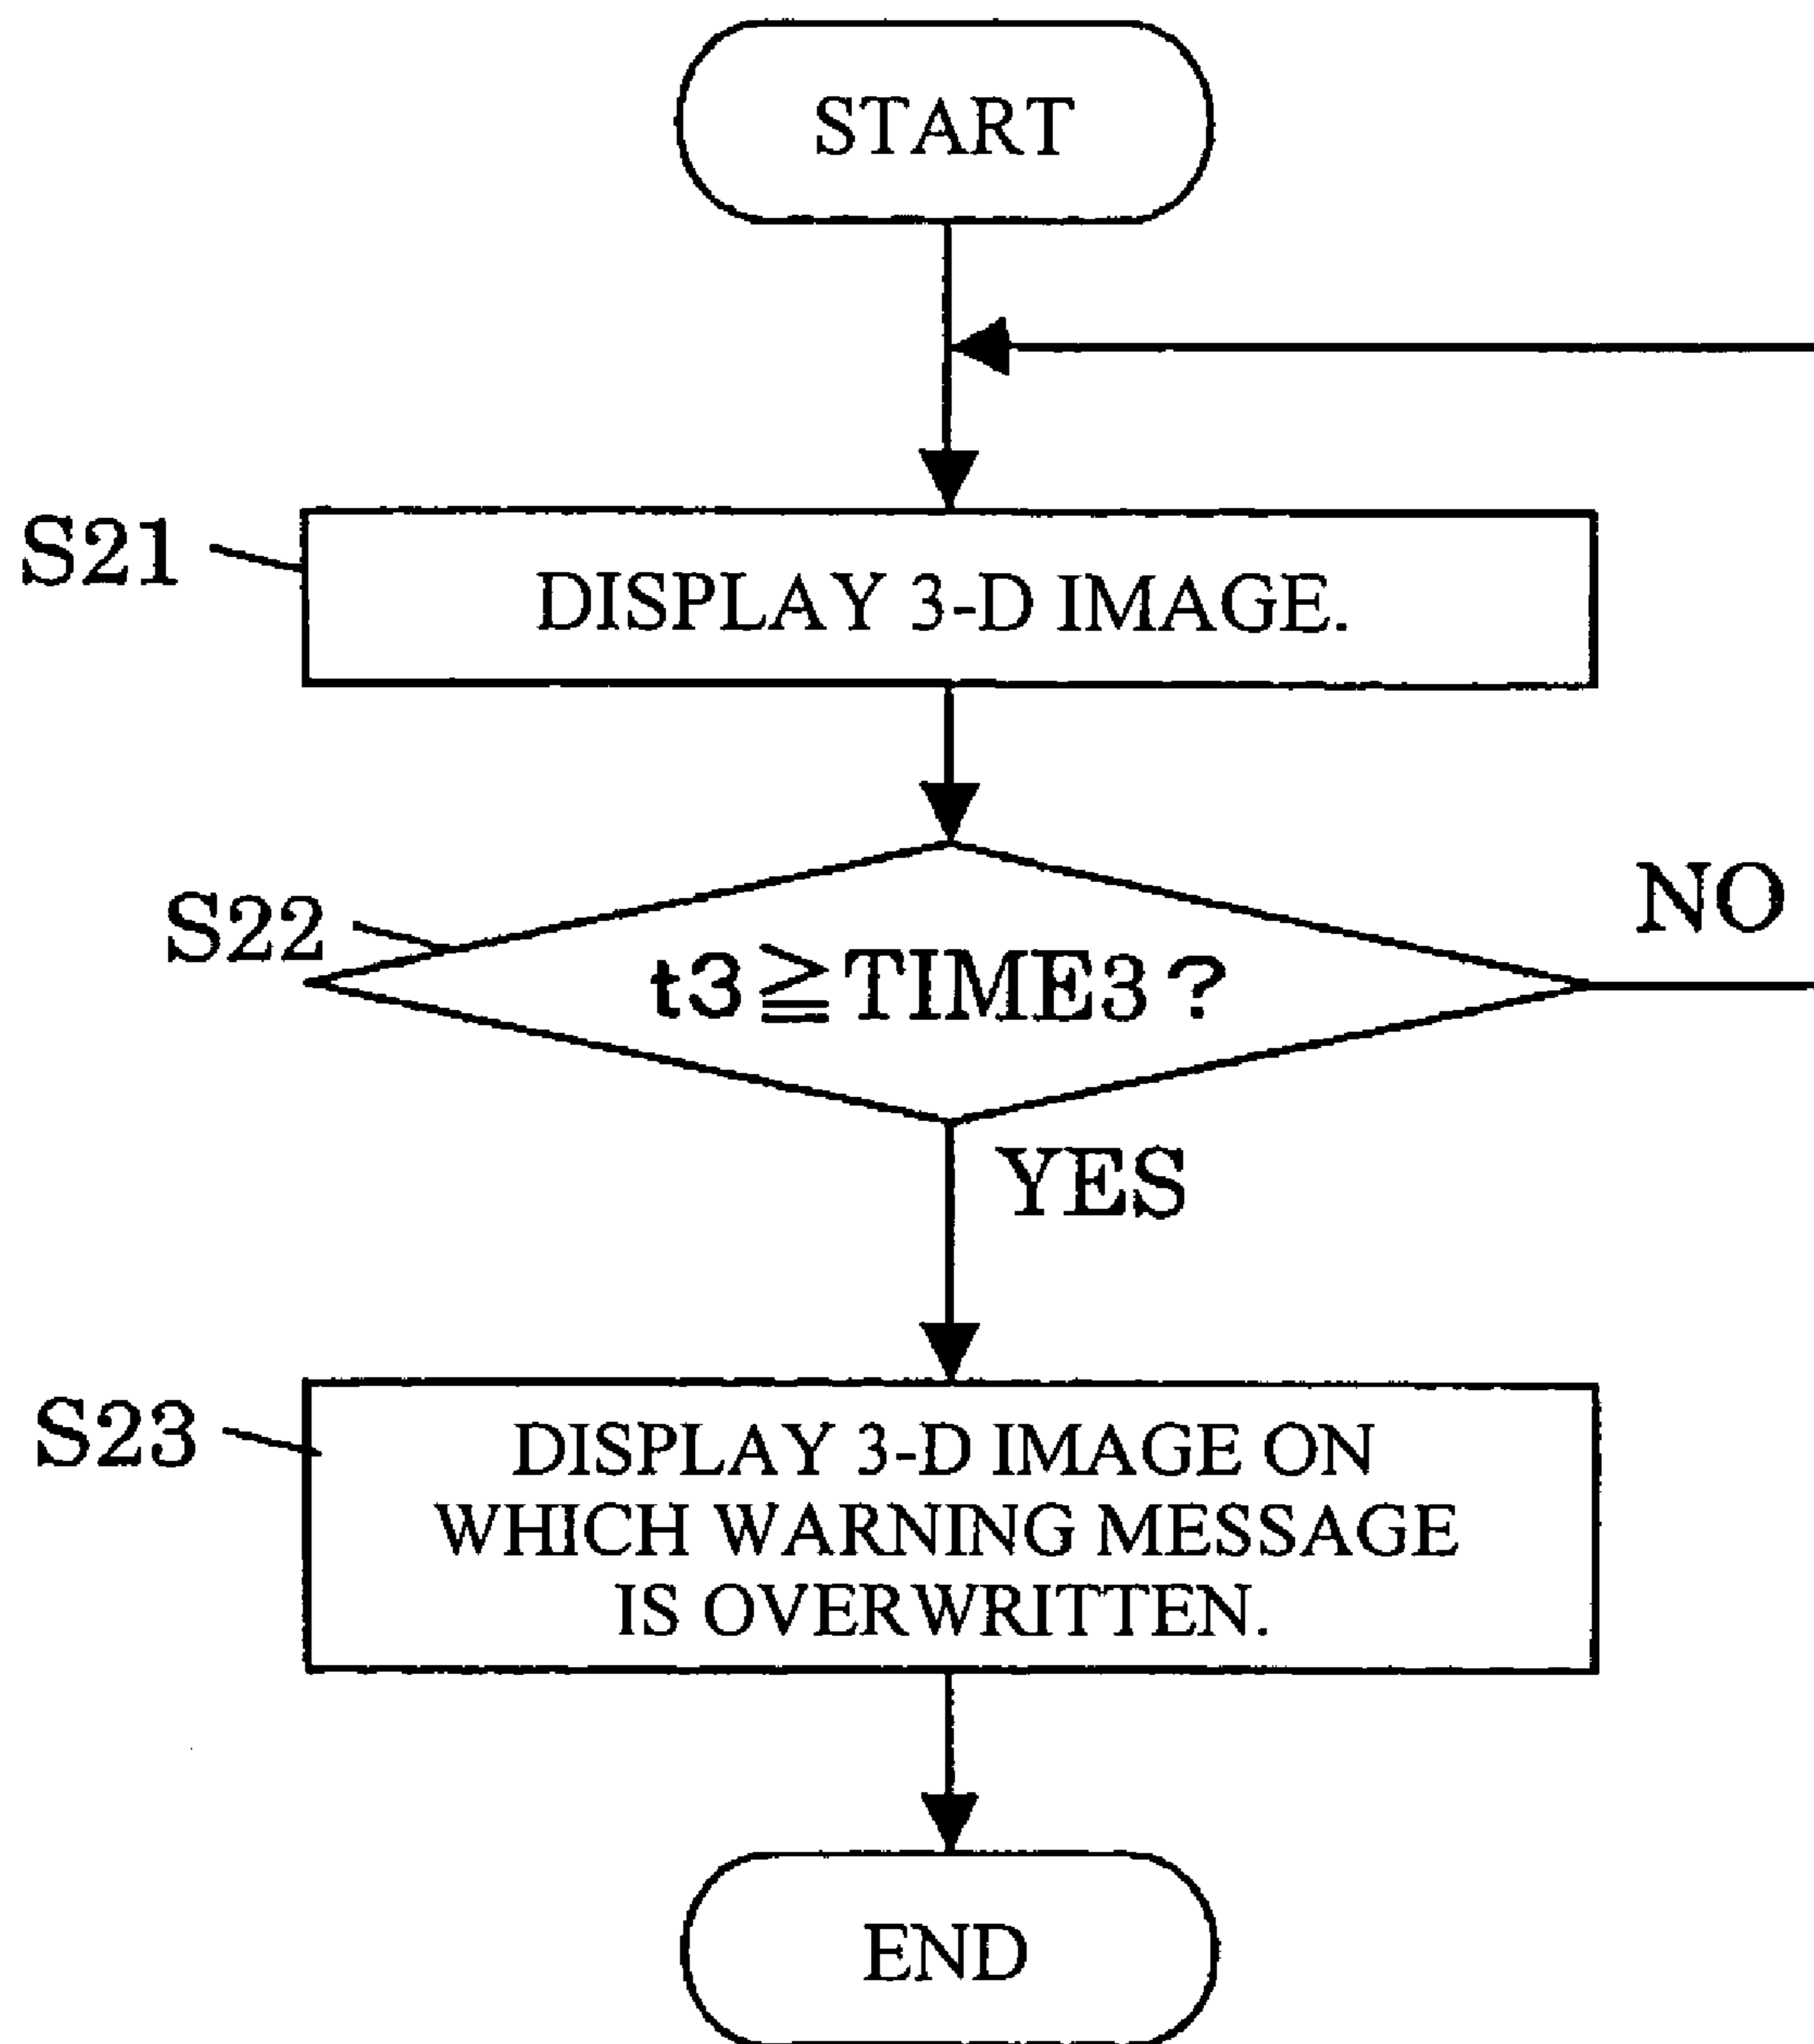 START
S21
DISPLAY 3-D IMAGE.
S22
t3≧TIME3?
NO
YES
S23
DISPLAY 3-D IMAGE ON
WHICH WARNING MESSAGE
IS OVERWRITTEN.
END